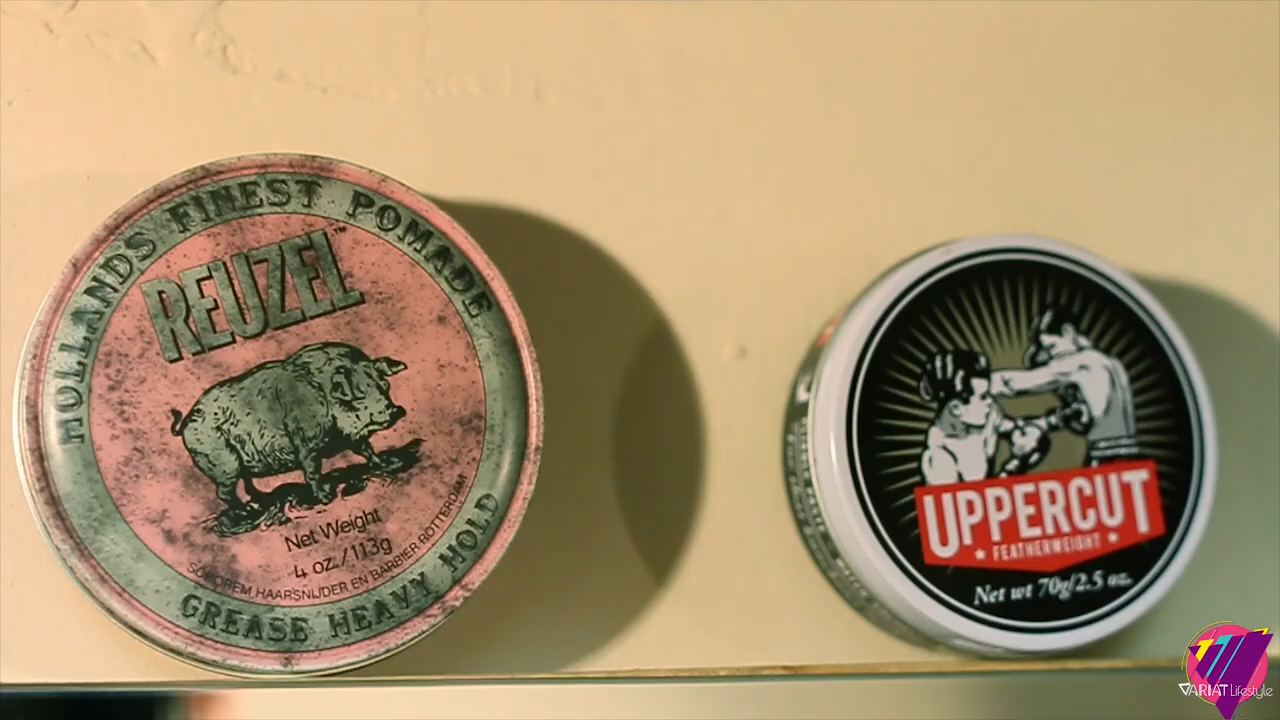 HOLLANDS FINEST POMADE
REUZEL™
Net Weight
4 oz./113g
SCHOREM HAARSNIJDER EN BARBIER ROTTERDAM
GREASE HEAVY HOLD
UPPERCUT
★ FEATHERWEIGHT ★
Net wt 70g/2.5 oz.
VARIAT Lifestyle